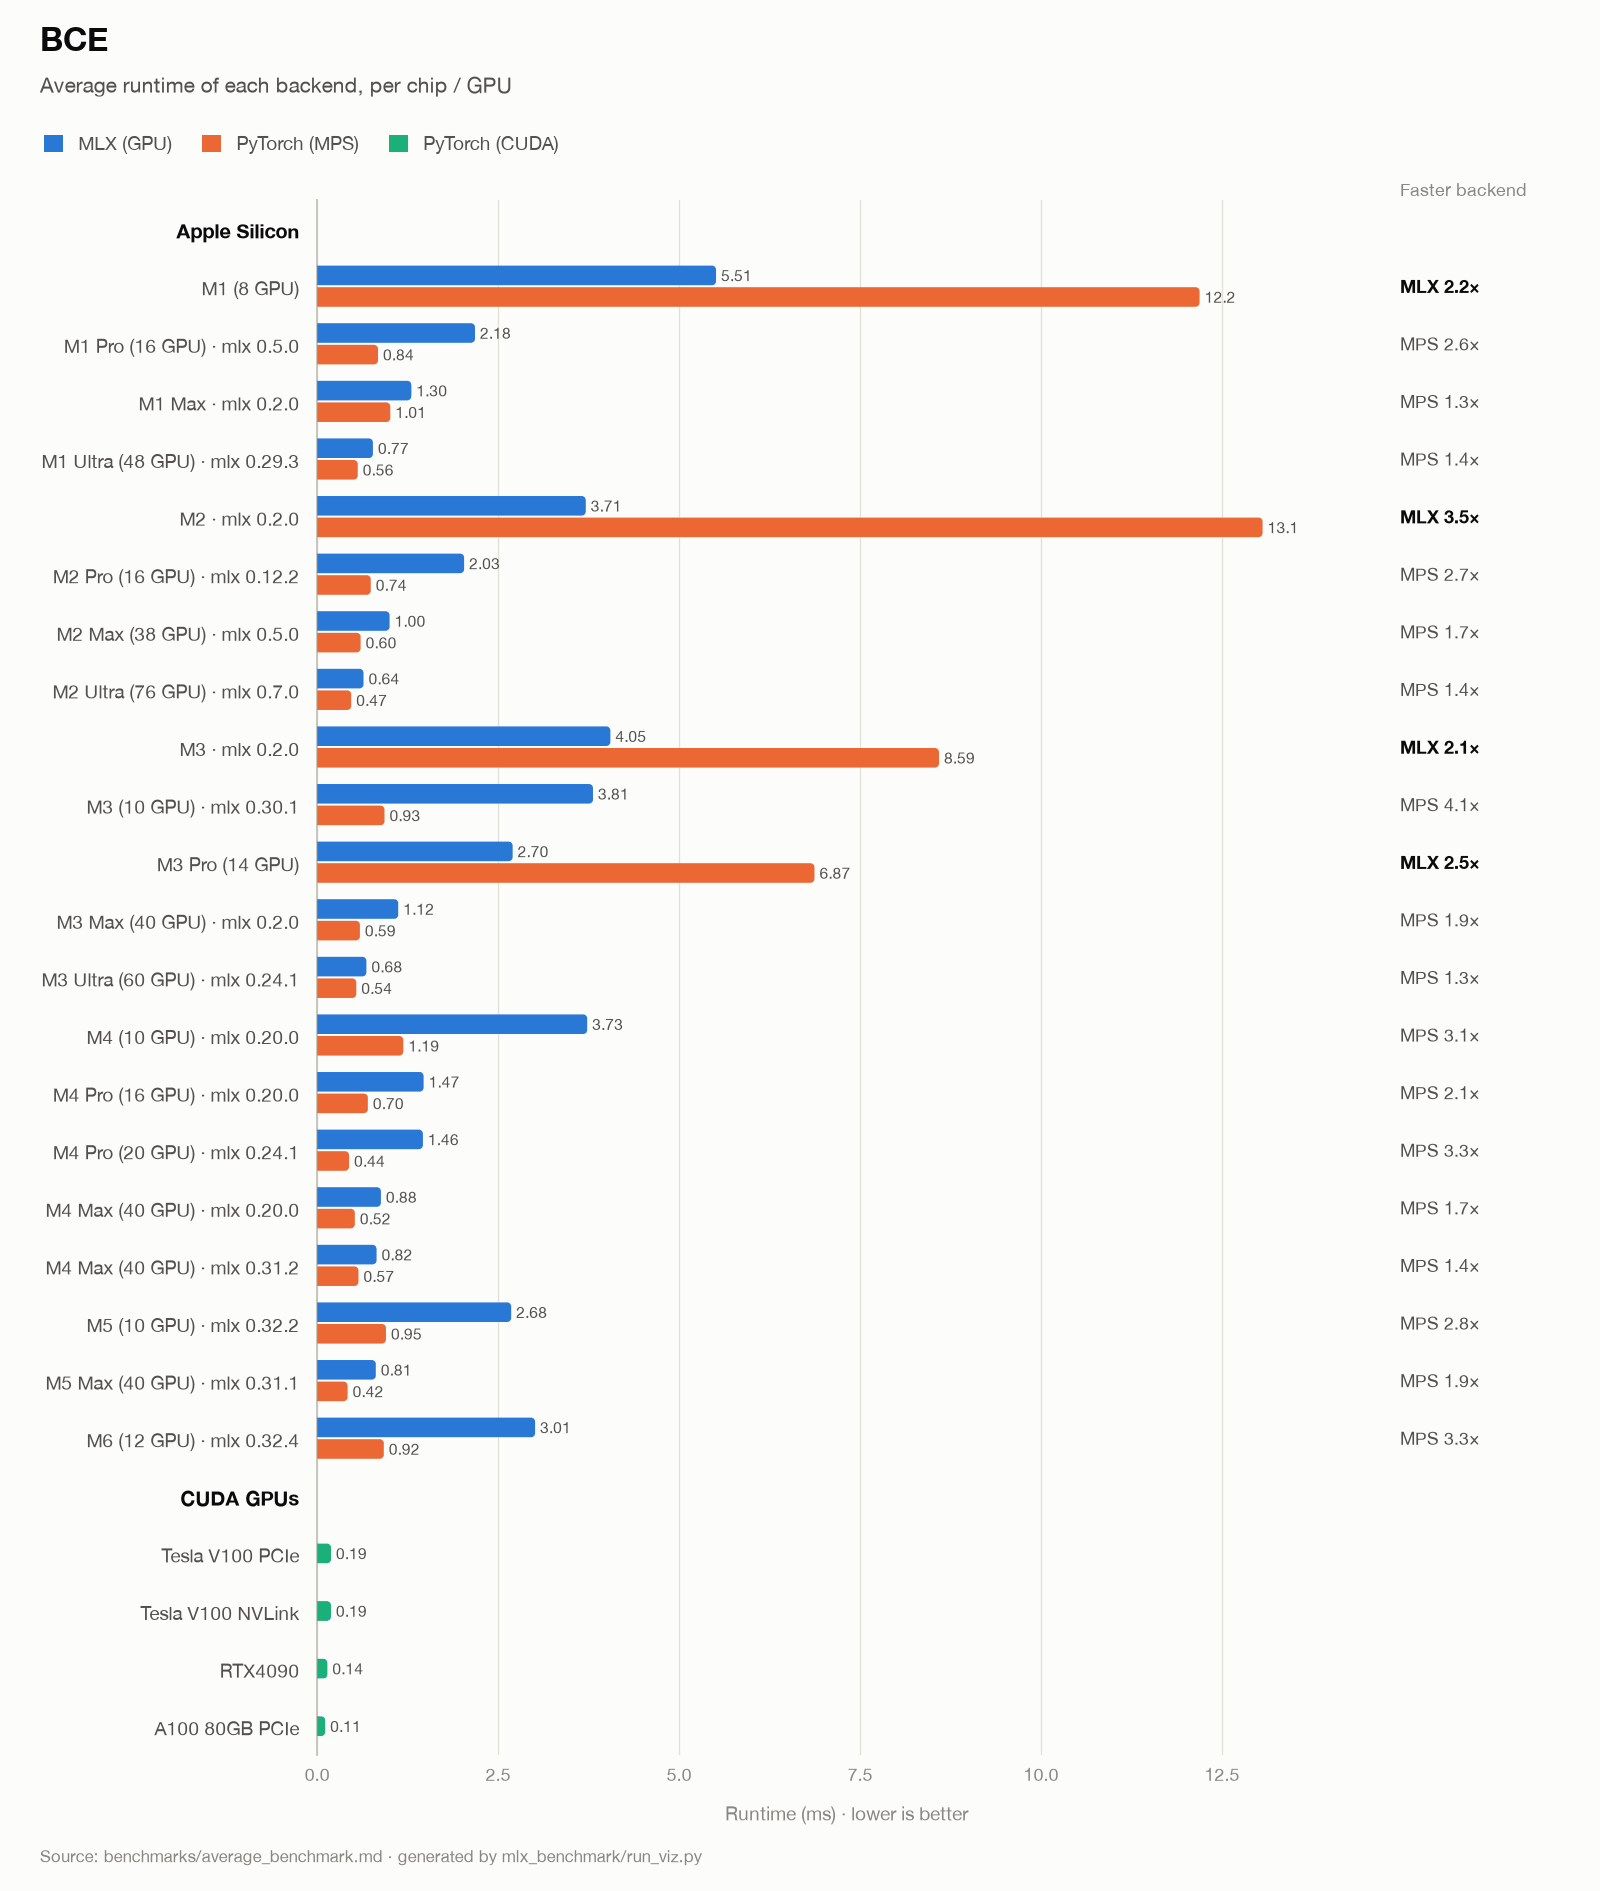 BCE
Average runtime of each backend, per chip / GPU
MLX (GPU) PyTorch (MPS) PyTorch (CUDA)
Faster backend
Apple Silicon
M1 (8 GPU) 5.51 12.2 MLX 2.2×
M1 Pro (16 GPU) · mlx 0.5.0 2.18 0.84 MPS 2.6×
M1 Max · mlx 0.2.0 1.30 1.01 MPS 1.3×
M1 Ultra (48 GPU) · mlx 0.29.3 0.77 0.56 MPS 1.4×
M2 · mlx 0.2.0 3.71 13.1 MLX 3.5×
M2 Pro (16 GPU) · mlx 0.12.2 2.03 0.74 MPS 2.7×
M2 Max (38 GPU) · mlx 0.5.0 1.00 0.60 MPS 1.7×
M2 Ultra (76 GPU) · mlx 0.7.0 0.64 0.47 MPS 1.4×
M3 · mlx 0.2.0 4.05 8.59 MLX 2.1×
M3 (10 GPU) · mlx 0.30.1 3.81 0.93 MPS 4.1×
M3 Pro (14 GPU) 2.70 6.87 MLX 2.5×
M3 Max (40 GPU) · mlx 0.2.0 1.12 0.59 MPS 1.9×
M3 Ultra (60 GPU) · mlx 0.24.1 0.68 0.54 MPS 1.3×
M4 (10 GPU) · mlx 0.20.0 3.73 1.19 MPS 3.1×
M4 Pro (16 GPU) · mlx 0.20.0 1.47 0.70 MPS 2.1×
M4 Pro (20 GPU) · mlx 0.24.1 1.46 0.44 MPS 3.3×
M4 Max (40 GPU) · mlx 0.20.0 0.88 0.52 MPS 1.7×
M4 Max (40 GPU) · mlx 0.31.2 0.82 0.57 MPS 1.4×
M5 (10 GPU) · mlx 0.32.2 2.68 0.95 MPS 2.8×
M5 Max (40 GPU) · mlx 0.31.1 0.81 0.42 MPS 1.9×
M6 (12 GPU) · mlx 0.32.4 3.01 0.92 MPS 3.3×
CUDA GPUs
Tesla V100 PCIe 0.19
Tesla V100 NVLink 0.19
RTX4090 0.14
A100 80GB PCIe 0.11
0.0 2.5 5.0 7.5 10.0 12.5
Runtime (ms) · lower is better
Source: benchmarks/average_benchmark.md · generated by mlx_benchmark/run_viz.py